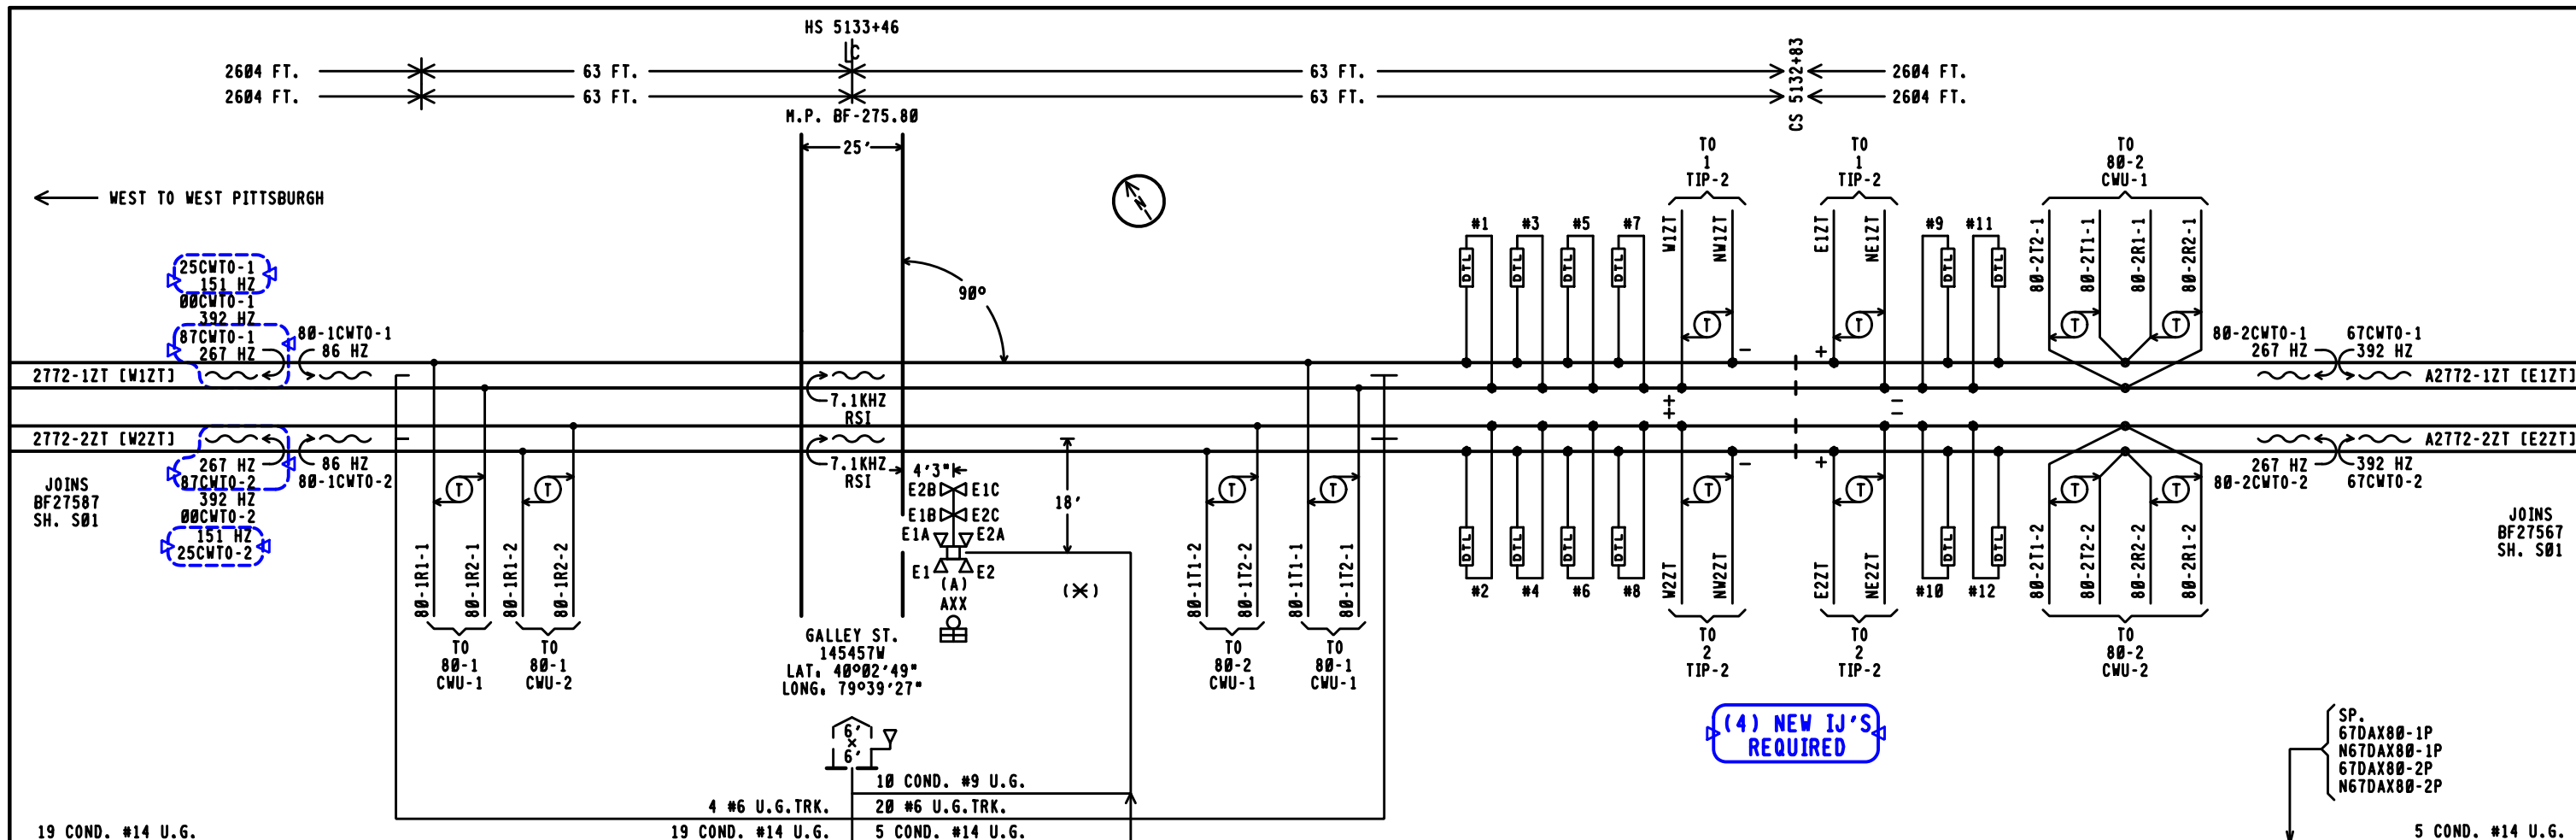 HS 5133+46
LC
2604 FT.
63 FT.
63 FT.
2604 FT.
2604 FT.
63 FT.
63 FT.
2604 FT.
CS 5132+83
M.P. BF-275.80
25'
WEST TO WEST PITTSBURGH
N
90°
TO
1
TIP-2
TO
1
TIP-2
TO
80-2
CWU-1
#1
#3
#5
#7
W1ZT
NW1ZT
E1ZT
NE1ZT
#9
#11
80-2T2-1
80-2T1-1
80-2R1-1
80-2R2-1
DTL
DTL
DTL
DTL
DTL
DTL
T
T
T
T
25CWTO-1
151 HZ
00CWTO-1
392 HZ
87CWTO-1
267 HZ
80-1CWTO-1
86 HZ
80-2CWTO-1
267 HZ
67CWTO-1
392 HZ
- +
2772-1ZT [W1ZT]
A2772-1ZT [E1ZT]
7.1KHZ
RSI
+ -
+ -
2772-2ZT [W2ZT]
A2772-2ZT [E2ZT]
7.1KHZ
RSI
- +
267 HZ
87CWTO-2
392 HZ
00CWTO-2
151 HZ
25CWTO-2
86 HZ
80-1CWTO-2
267 HZ
80-2CWTO-2
392 HZ
67CWTO-2
JOINS
BF27587
SH. S01
JOINS
BF27567
SH. S01
T
T
T
T
T
T
T
T
4'3"
E2B
E1C
E1B
E2C
E1A
E2A
E1
E2
(A)
AXX
18'
(X)
80-1R1-1
80-1R2-1
80-1R1-2
80-1R2-2
80-1T1-2
80-1T2-2
80-1T1-1
80-1T2-1
DTL
DTL
DTL
DTL
DTL
DTL
#2
#4
#6
#8
W2ZT
NW2ZT
E2ZT
NE2ZT
#10
#12
80-2T1-2
80-2T2-2
80-2R2-2
80-2R1-2
TO
80-1
CWU-1
TO
80-1
CWU-2
GALLEY ST.
145457W
LAT. 40°02'49"
LONG. 79°39'27"
TO
80-2
CWU-1
TO
80-1
CWU-1
TO
2
TIP-2
TO
2
TIP-2
TO
80-2
CWU-2
6'
X
6'
(4) NEW IJ'S
REQUIRED
SP.
67DAX80-1P
N67DAX80-1P
67DAX80-2P
N67DAX80-2P
10 COND. #9 U.G.
4 #6 U.G.TRK.
20 #6 U.G.TRK.
19 COND. #14 U.G.
19 COND. #14 U.G.
5 COND. #14 U.G.
5 COND. #14 U.G.